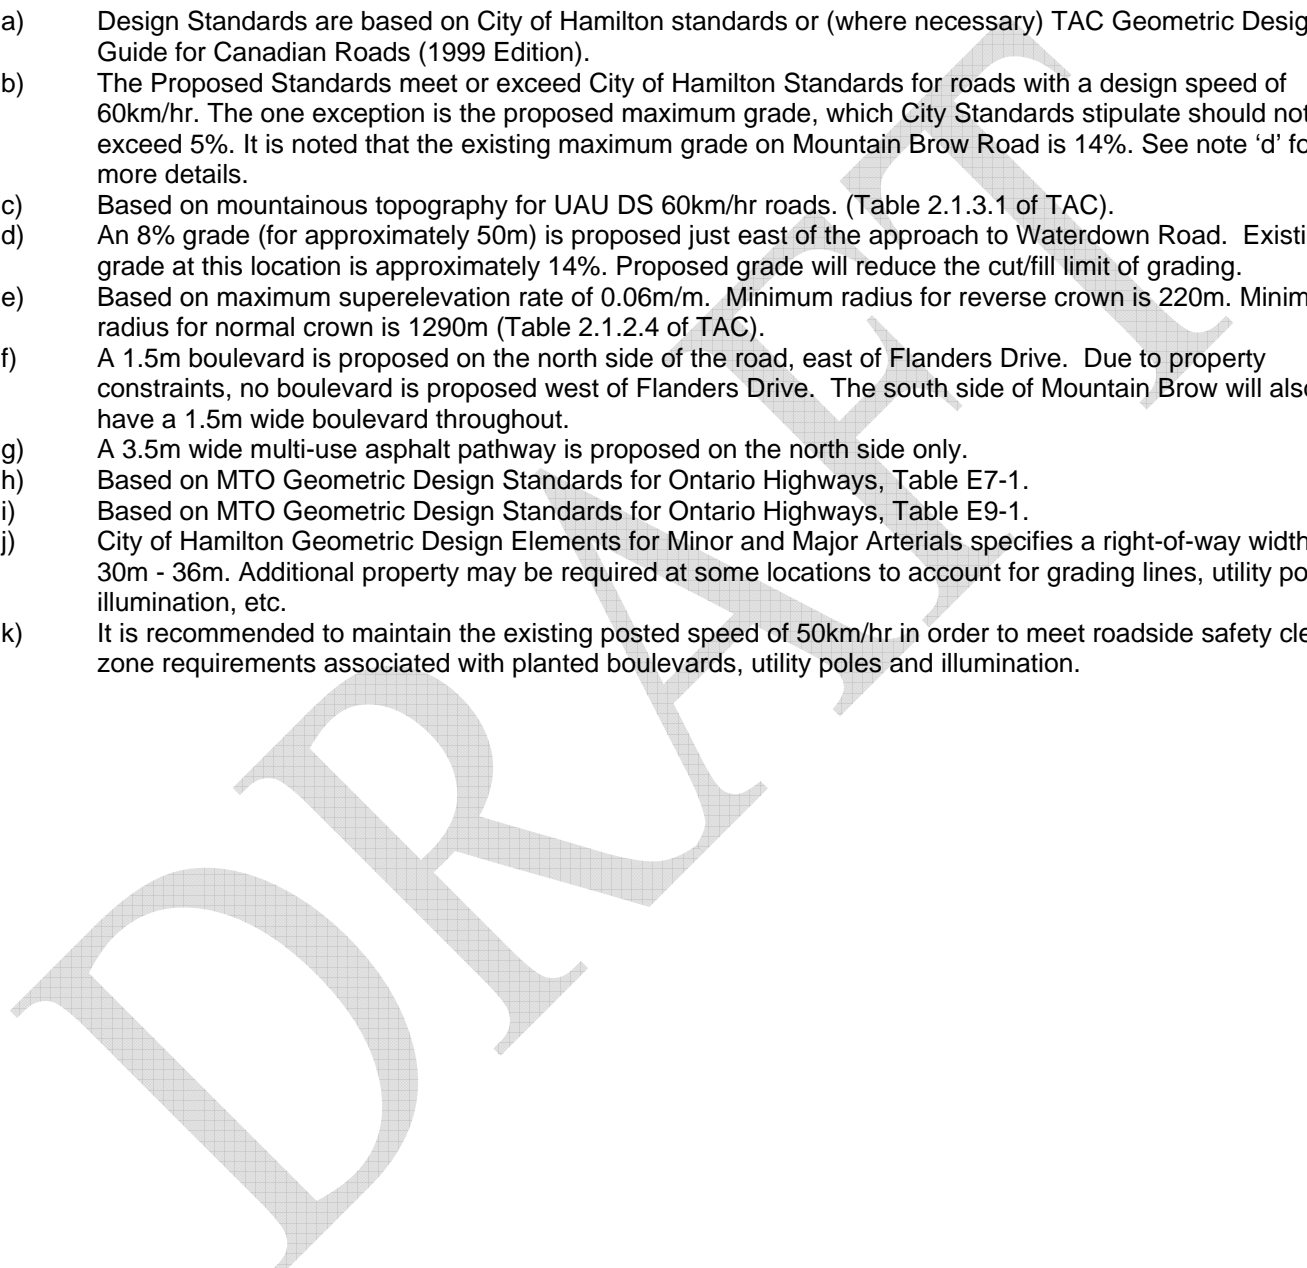 a) Design Standards are based on City of Hamilton standards or (where necessary) TAC Geometric Desig
Guide for Canadian Roads (1999 Edition).
b) The Proposed Standards meet or exceed City of Hamilton Standards for roads with a design speed of
60km/hr. The one exception is the proposed maximum grade, which City Standards stipulate should not
exceed 5%. It is noted that the existing maximum grade on Mountain Brow Road is 14%. See note ‘d’ fo
more details.
c) Based on mountainous topography for UAU DS 60km/hr roads. (Table 2.1.3.1 of TAC).
d) An 8% grade (for approximately 50m) is proposed just east of the approach to Waterdown Road. Existi
grade at this location is approximately 14%. Proposed grade will reduce the cut/fill limit of grading.
e) Based on maximum superelevation rate of 0.06m/m. Minimum radius for reverse crown is 220m. Minim
radius for normal crown is 1290m (Table 2.1.2.4 of TAC).
f) A 1.5m boulevard is proposed on the north side of the road, east of Flanders Drive. Due to property
constraints, no boulevard is proposed west of Flanders Drive. The south side of Mountain Brow will also
have a 1.5m wide boulevard throughout.
g) A 3.5m wide multi-use asphalt pathway is proposed on the north side only.
h) Based on MTO Geometric Design Standards for Ontario Highways, Table E7-1.
i) Based on MTO Geometric Design Standards for Ontario Highways, Table E9-1.
j) City of Hamilton Geometric Design Elements for Minor and Major Arterials specifies a right-of-way width
30m - 36m. Additional property may be required at some locations to account for grading lines, utility po
illumination, etc.
k) It is recommended to maintain the existing posted speed of 50km/hr in order to meet roadside safety cle
zone requirements associated with planted boulevards, utility poles and illumination.
DRAFT